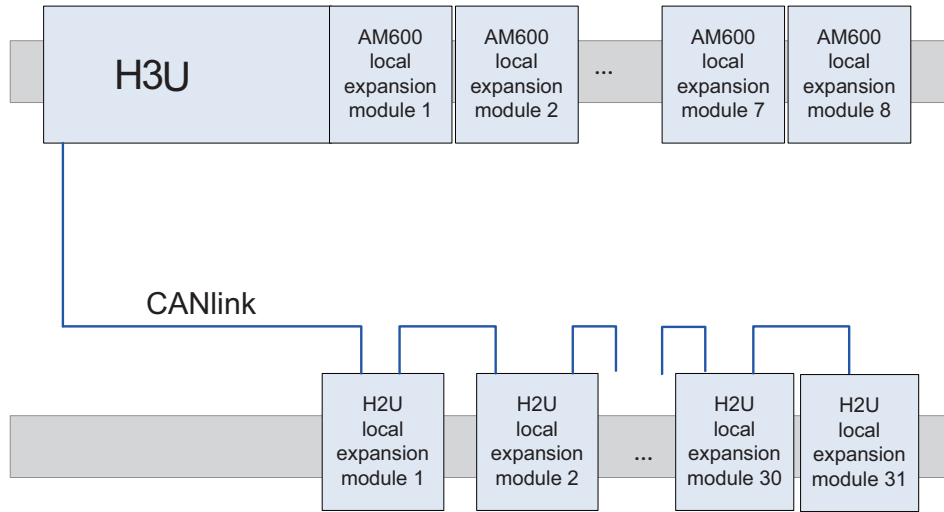 H3U
AM600
local
expansion
module 1
AM600
local
expansion
module 2
...
AM600
local
expansion
module 7
AM600
local
expansion
module 8
CANlink
H2U
local
expansion
module 1
H2U
local
expansion
module 2
...
H2U
local
expansion
module 30
H2U
local
expansion
module 31